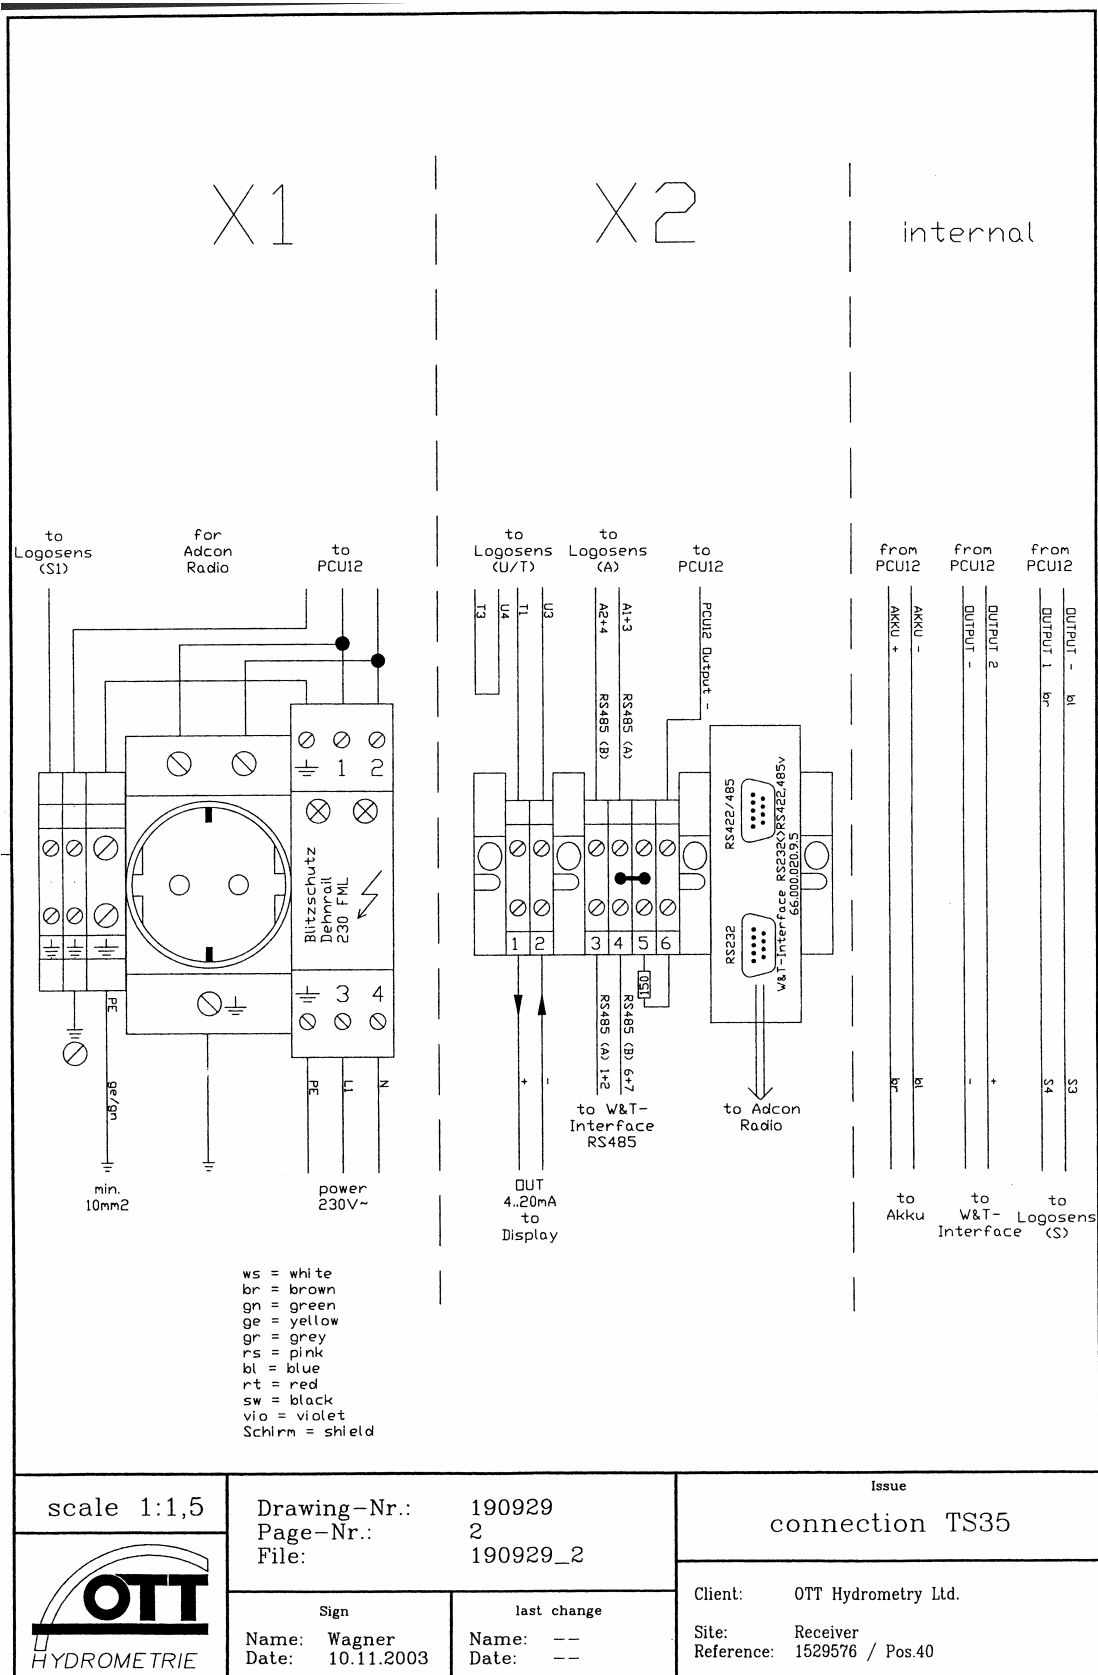 X1
X2
internal
to
Logosens
(S1)
for
Adcon
Radio
to
PCU12
to
Logosens
(U/T)
to
Logosens
(A)
to
PCU12
from
PCU12
from
PCU12
from
PCU12
T3
U4
T1
U3
A2+4
A1+3
RS485 (B)
RS485 (A)
PCU12 Output -
AKKU +
AKKU -
OUTPUT -
OUTPUT 2
OUTPUT 1
br
OUTPUT -
bl
1 2
Blitzschutz
Dehnrail
230 FML
3 4
RS422/485
RS232
W&T-Interface RS232<>RS422,485v
66.000.020.9.5
1 2
3 4 5 6
150
PE
ge/gn
PE
L1
N
+
-
RS485 (A) 1+2
RS485 (B) 6+7
br
bl
-
+
S4
S3
min.
10mm2
power
230V~
OUT
4..20mA
to
Display
to W&T-
Interface
RS485
to Adcon
Radio
to
Akku
to
W&T-
Interface
to
Logosens
(S)
ws = white
br = brown
gn = green
ge = yellow
gr = grey
rs = pink
bl = blue
rt = red
sw = black
vio = violet
Schirm = shield
scale 1:1,5
OTT
HYDROMETRIE
Drawing-Nr.: 190929
Page-Nr.: 2
File: 190929_2
Sign
Name: Wagner
Date: 10.11.2003
last change
Name: --
Date: --
Issue
connection TS35
Client: OTT Hydrometry Ltd.
Site: Receiver
Reference: 1529576 / Pos.40